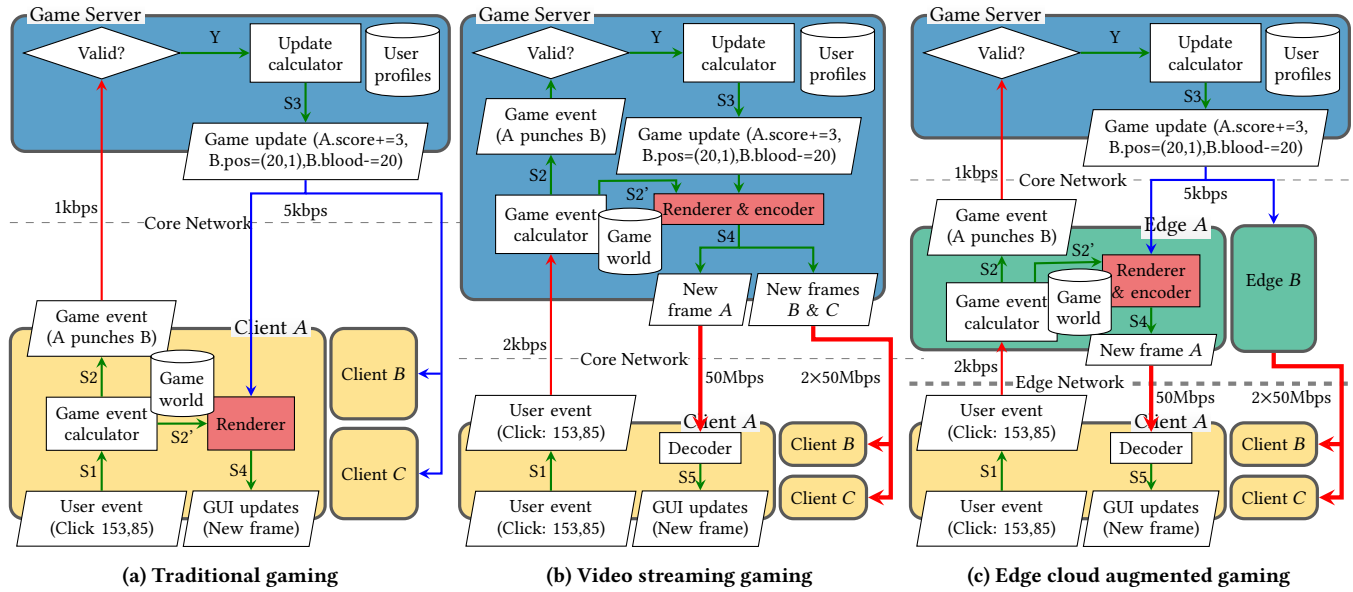 Game Server
Valid?
Y
Update
calculator
User
profiles
S3
Game update (A.score+=3,
B.pos=(20,1),B.blood-=20)
1kbps
5kbps
Core Network
Game event
(A punches B)
Client A
S2
Game
world
Game event
calculator
S2'
Renderer
Client B
Client C
S1
S4
User event
(Click 153,85)
GUI updates
(New frame)
(a) Traditional gaming
Game Server
Valid?
Y
Update
calculator
User
profiles
S3
Game event
(A punches B)
Game update (A.score+=3,
B.pos=(20,1),B.blood-=20)
S2
S2'
Game event
calculator
Game
world
Renderer & encoder
S4
New
frame A
New frames
B & C
2kbps
Core Network
50Mbps
2×50Mbps
User event
(Click: 153,85)
Client A
Decoder
Client B
Client C
S1
S5
User event
(Click: 153,85)
GUI updates
(New frame)
(b) Video streaming gaming
Game Server
Valid?
Y
Update
calculator
User
profiles
S3
Game update (A.score+=3,
B.pos=(20,1),B.blood-=20)
1kbps
Core Network
5kbps
Game event
(A punches B)
Edge A
S2
S2'
Game event
calculator
Game
world
Renderer
& encoder
Edge B
S4
New frame A
2kbps
Edge Network
50Mbps
2×50Mbps
User event
(Click: 153,85)
Client A
Decoder
Client B
Client C
S1
S5
User event
(Click: 153,85)
GUI updates
(New frame)
(c) Edge cloud augmented gaming